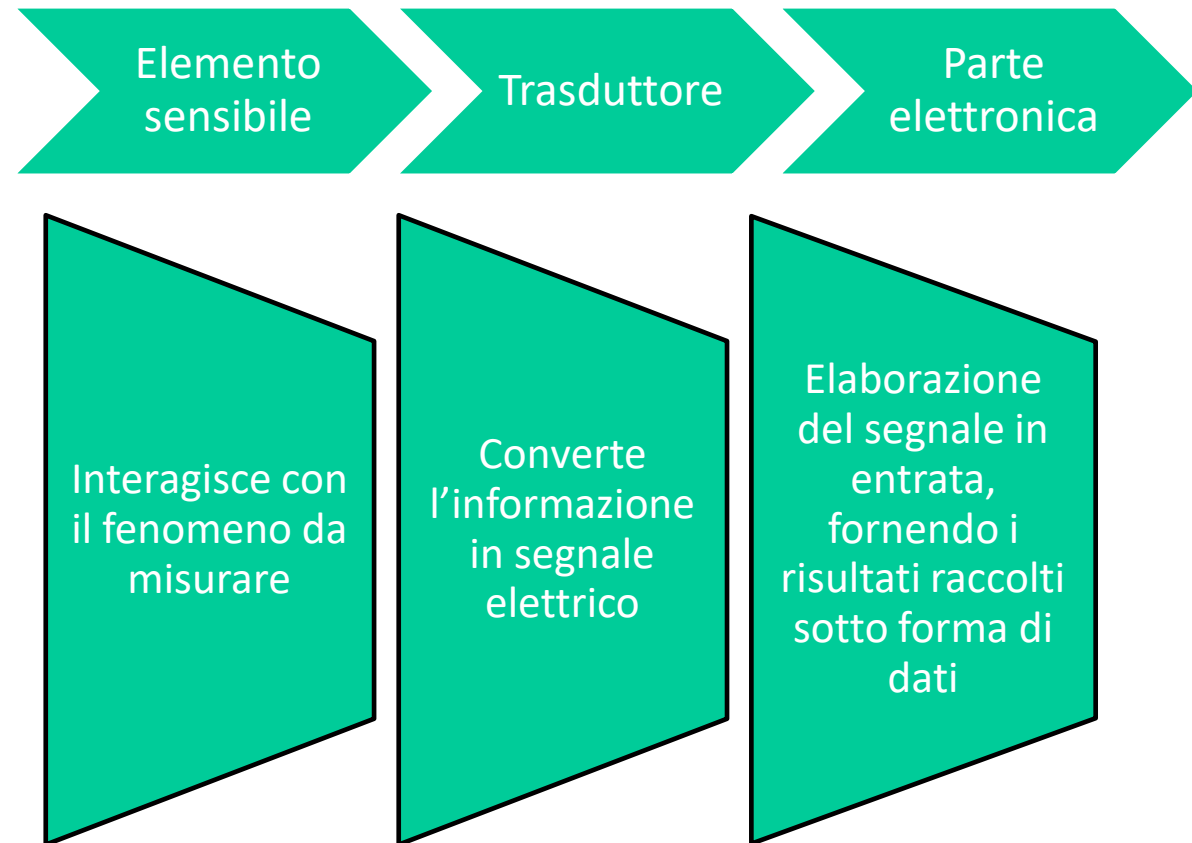 Elemento
sensibile
Trasduttore
Parte
elettronica
Interagisce con
il fenomeno da
misurare
Converte
l’informazione
in segnale
elettrico
Elaborazione
del segnale in
entrata,
fornendo i
risultati raccolti
sotto forma di
dati